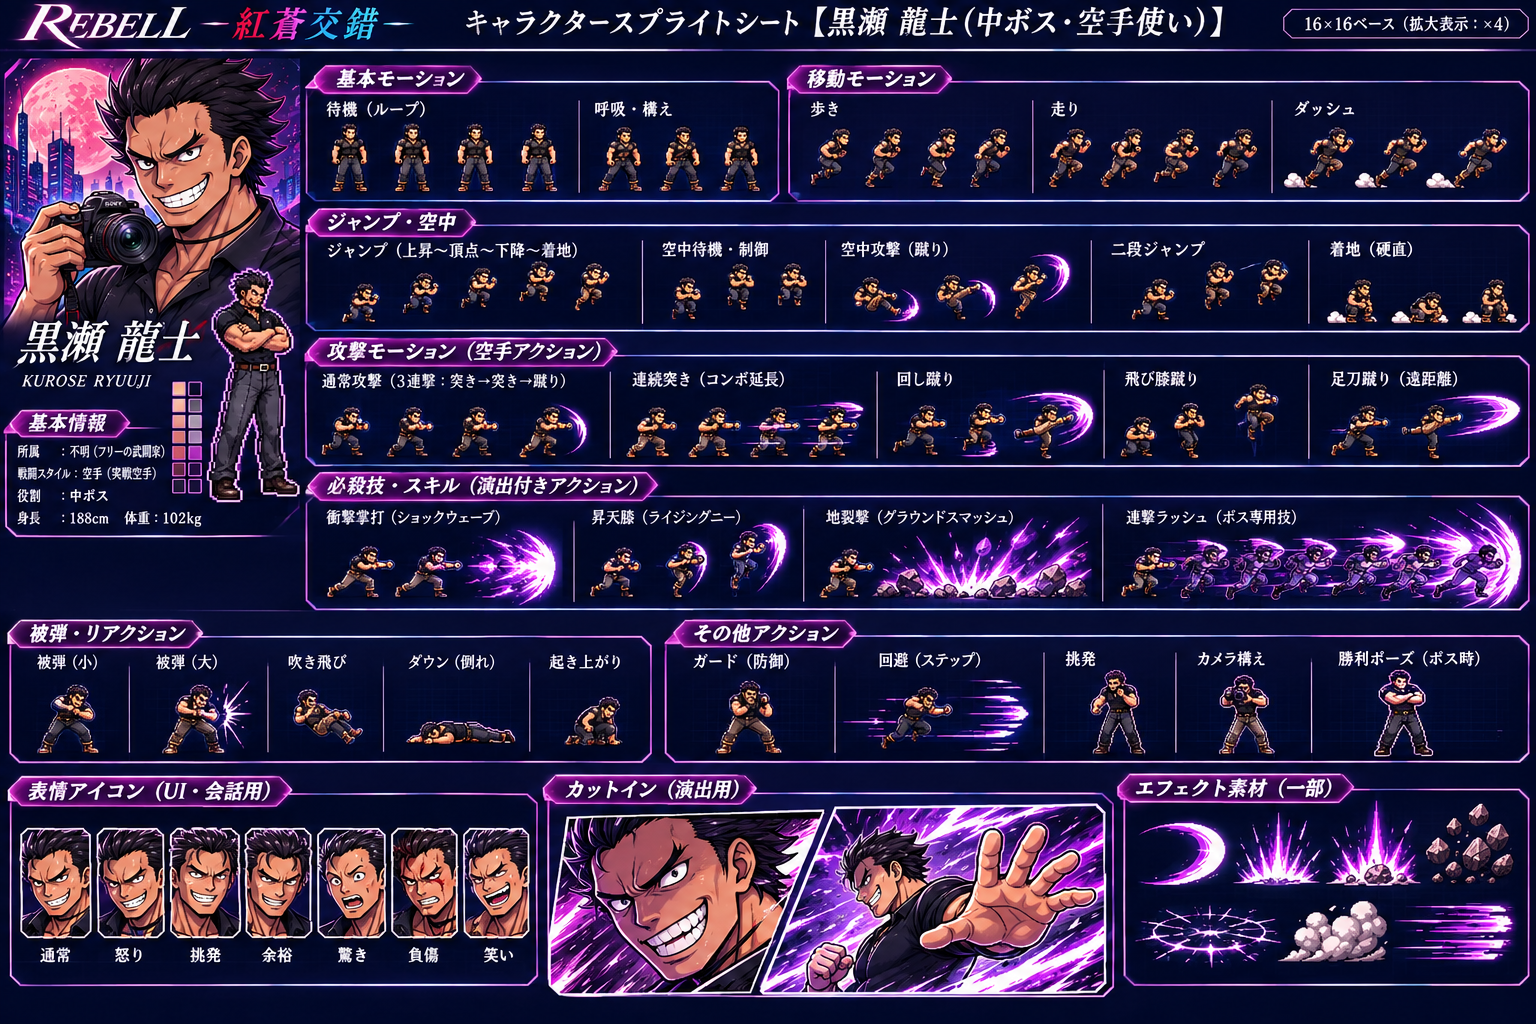 REBELL
紅蒼交錯
キャラクタースプライトシート【黒瀬 龍士(中ボス・空手使い)】
16×16ベース(拡大表示:×4)
SONY
黒瀬 龍士
KUROSE RYUUJI
基本情報
所属 :不明(フリーの武闘家)
戦闘スタイル:空手(実戦空手)
役割 :中ボス
身長 :188cm 体重:102kg
基本モーション
待機(ループ)
呼吸・構え
移動モーション
歩き
走り
ダッシュ
ジャンプ・空中
ジャンプ(上昇〜頂点〜下降〜着地)
空中待機・制御
空中攻撃(蹴り)
二段ジャンプ
着地(硬直)
攻撃モーション(空手アクション)
通常攻撃(3連撃:突き→突き→蹴り)
連続突き(コンボ延長)
回し蹴り
飛び膝蹴り
足刀蹴り(遠距離)
必殺技・スキル(演出付きアクション)
衝撃掌打(ショックウェーブ)
昇天膝(ライジングニー)
地裂撃(グラウンドスマッシュ)
連撃ラッシュ(ボス専用技)
被弾・リアクション
被弾(小)
被弾(大)
吹き飛び
ダウン(倒れ)
起き上がり
その他アクション
ガード(防御)
回避(ステップ)
挑発
カメラ構え
勝利ポーズ(ボス時)
表情アイコン(UI・会話用)
通常
怒り
挑発
余裕
驚き
負傷
笑い
カットイン(演出用)
エフェクト素材(一部)